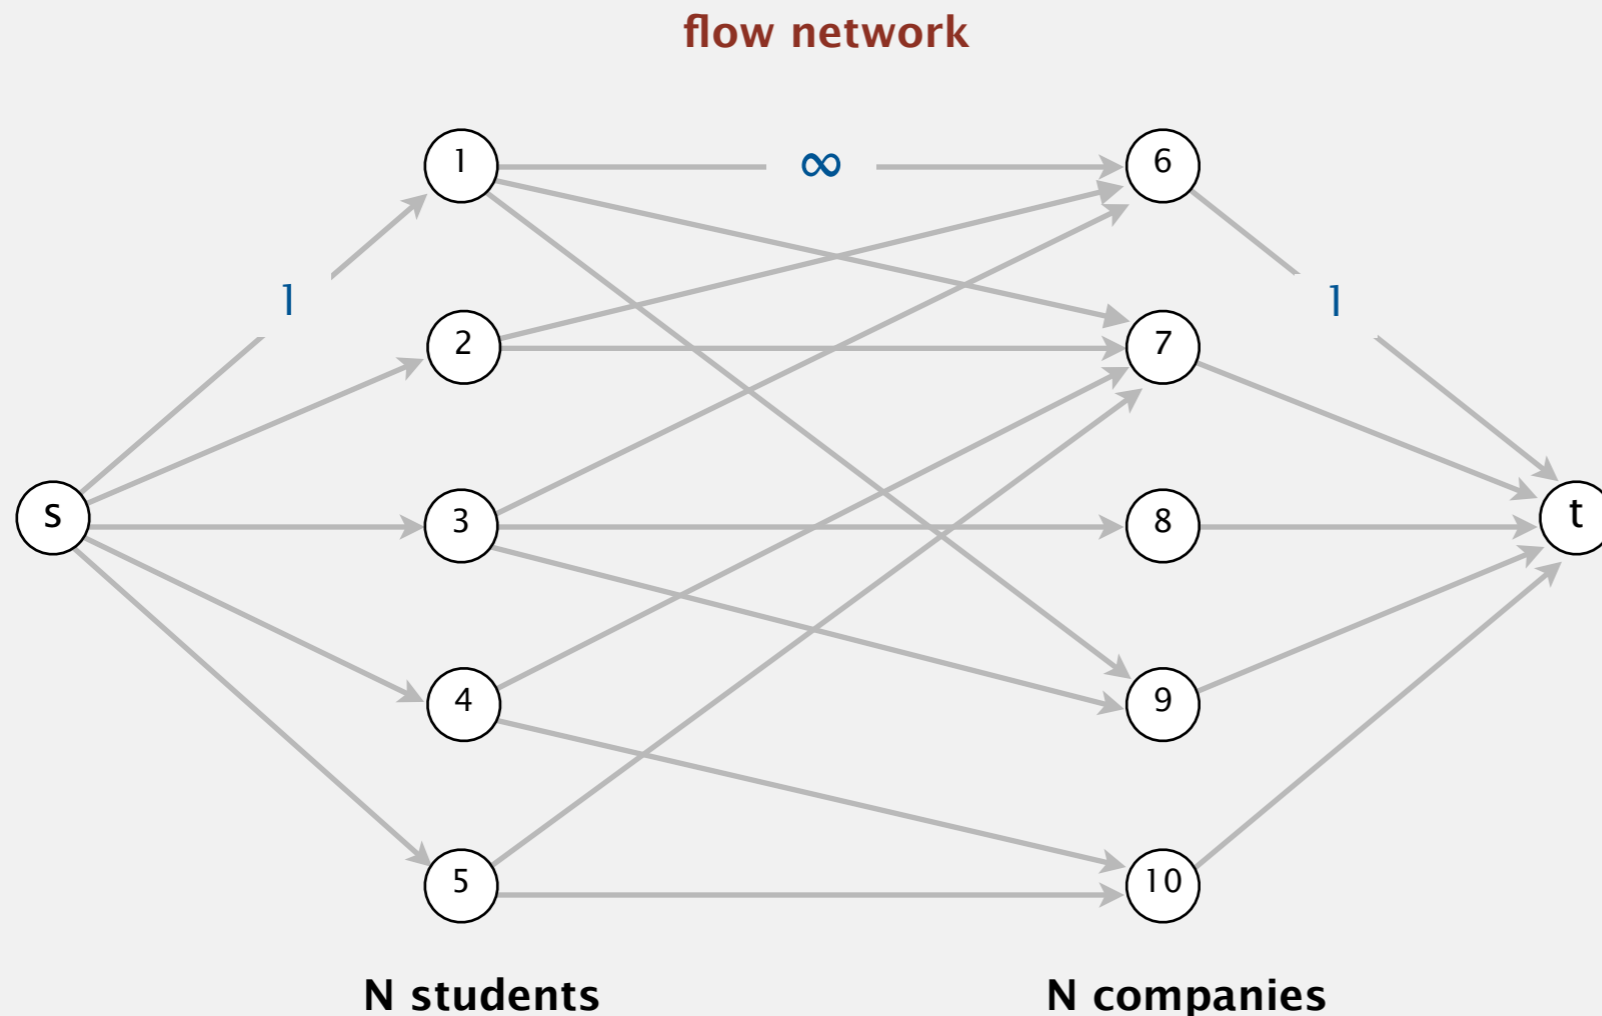 flow network
1 ∞ 6
1 1
2 7
s 3 8 t
4 9
5 10
N students N companies